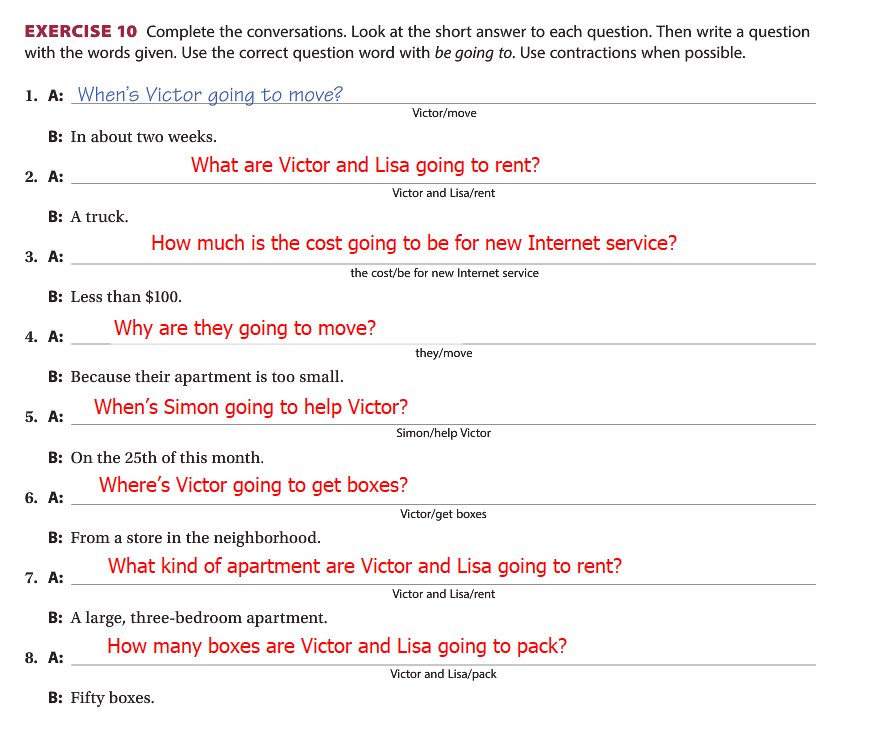 EXERCISE 10 Complete the conversations. Look at the short answer to each question. Then write a question
with the words given. Use the correct question word with be going to. Use contractions when possible.
1. A: When's Victor going to move?
Victor/move
B: In about two weeks.
2. A: What are Victor and Lisa going to rent?
Victor and Lisa/rent
B: A truck.
3. A: How much is the cost going to be for new Internet service?
the cost/be for new Internet service
B: Less than $100.
4. A: Why are they going to move?
they/move
B: Because their apartment is too small.
5. A: When's Simon going to help Victor?
Simon/help Victor
B: On the 25th of this month.
6. A: Where's Victor going to get boxes?
Victor/get boxes
B: From a store in the neighborhood.
7. A: What kind of apartment are Victor and Lisa going to rent?
Victor and Lisa/rent
B: A large, three-bedroom apartment.
8. A: How many boxes are Victor and Lisa going to pack?
Victor and Lisa/pack
B: Fifty boxes.